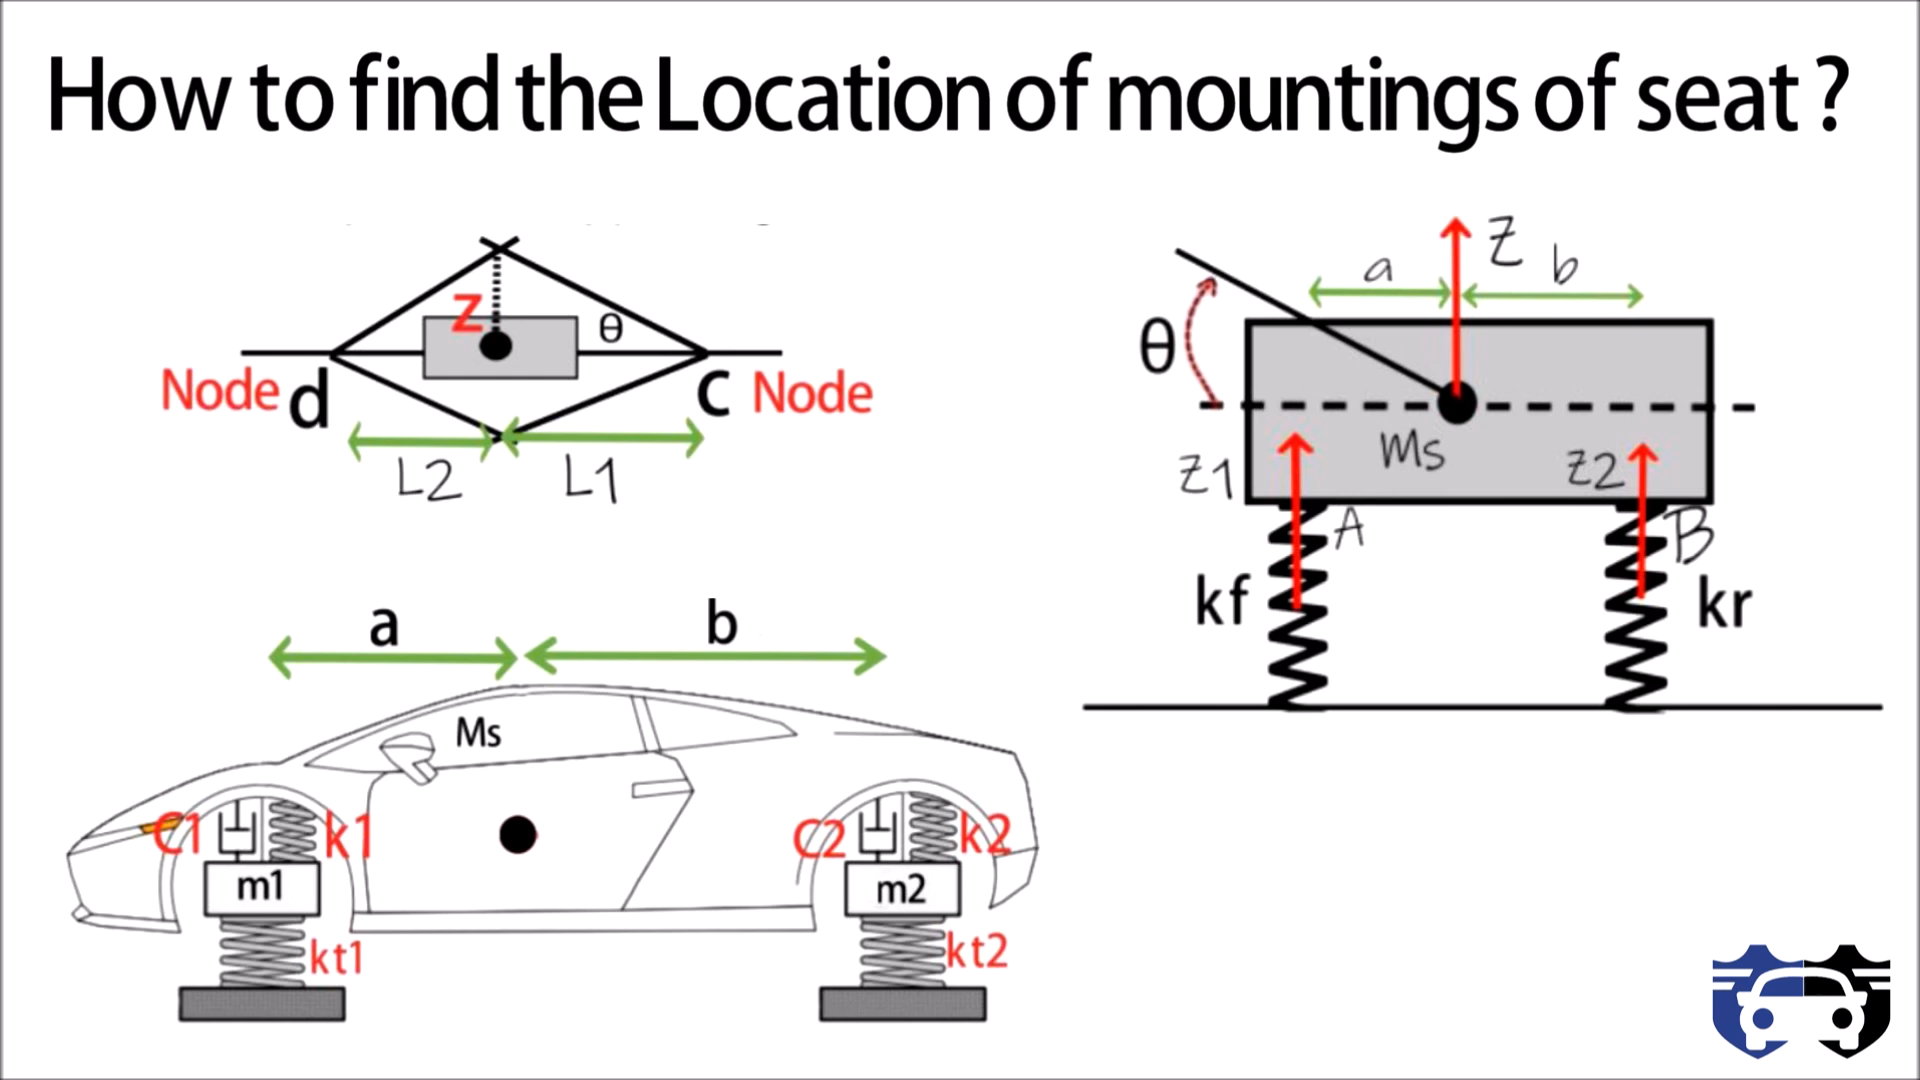 How to find the Location of mountings of seat ?
Z
θ
Node d
C Node
L2
L1
Z
a
b
θ
Ms
Z1
Z2
A
B
kf
kr
a
b
Ms
C1
k1
C2
k2
m1
m2
kt1
kt2